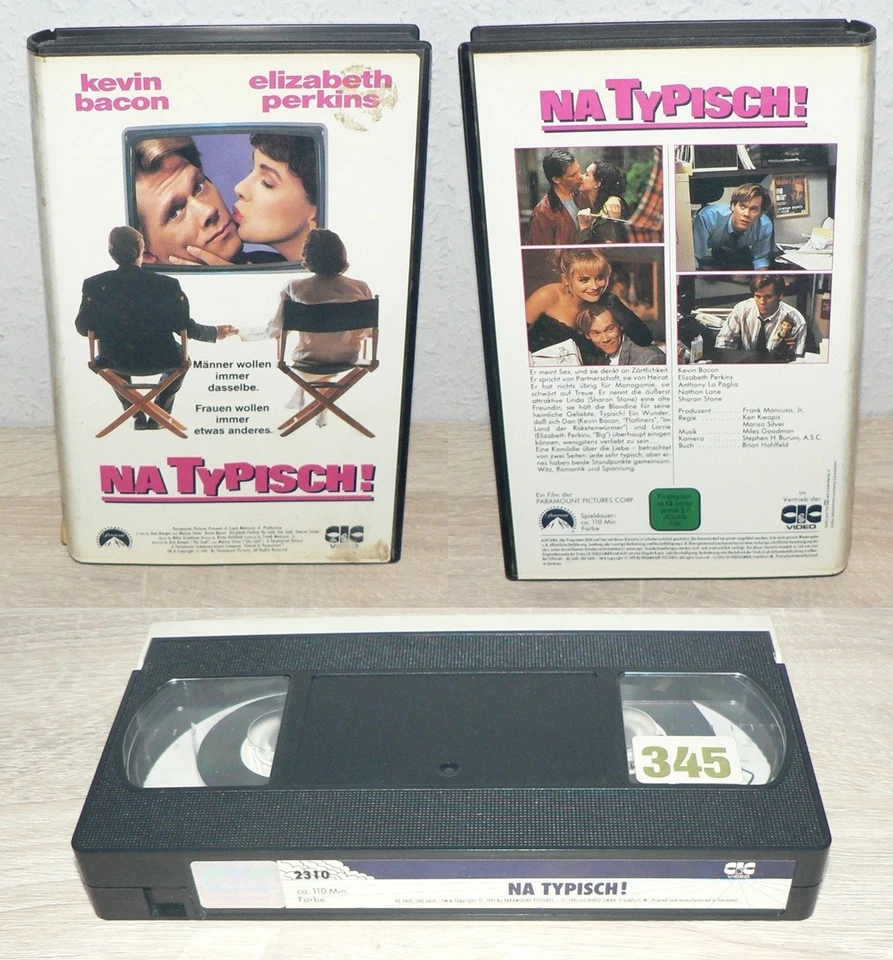 kevin
bacon
elizabeth
perkins
Männer wollen
immer
dasselbe.
Frauen wollen
immer
etwas anderes.
NA TYPISCH!
Paramount
CIC
VIDEO
NA TYPISCH!
Er meint Sex, und sie denkt an Zärtlichkeit.
Er spricht von Partnerschaft, sie von Heirat.
Er hat nichts übrig für Monogamie, sie
schwört auf Treue. Er nennt die äußerst
attraktive Linda (Sharon Stone) eine alte
Freundin, sie hält die Blondine für seine
heimliche Geliebte. Typisch! Ein Wunder,
daß sich Dan (Kevin Bacon, "Flatliners", "Im
Land der Raketenwürmer") und Lorrie
(Elizabeth Perkins, "Big") überhaupt einigen
können, wenigstens verliebt zu sein...
Eine Komödie über die Liebe – betrachtet
von zwei Seiten: jede sehr typisch, aber ei-
nes haben beide Standpunkte gemeinsam:
Witz, Romantik und Spannung.
Kevin Bacon
Elizabeth Perkins
Anthony La Paglia
Nathan Lane
Sharon Stone
Produzent Frank Mancuso, Jr.
Regie Ken Kwapis
Marisa Silver
Musik Miles Goodman
Kamera Stephen H. Burum, A.S.C.
Buch Brian Hohlfeld
Ein Film der
PARAMOUNT PICTURES CORP
Paramount
Spieldauer:
ca. 110 Min.
Farbe
Freigegeben
ab 12 Jahren
gemäß § 7
im
Vertrieb der
CIC
VIDEO
345
2310
ca. 110 Min.
Farbe
NA TYPISCH!
CIC
VIDEO